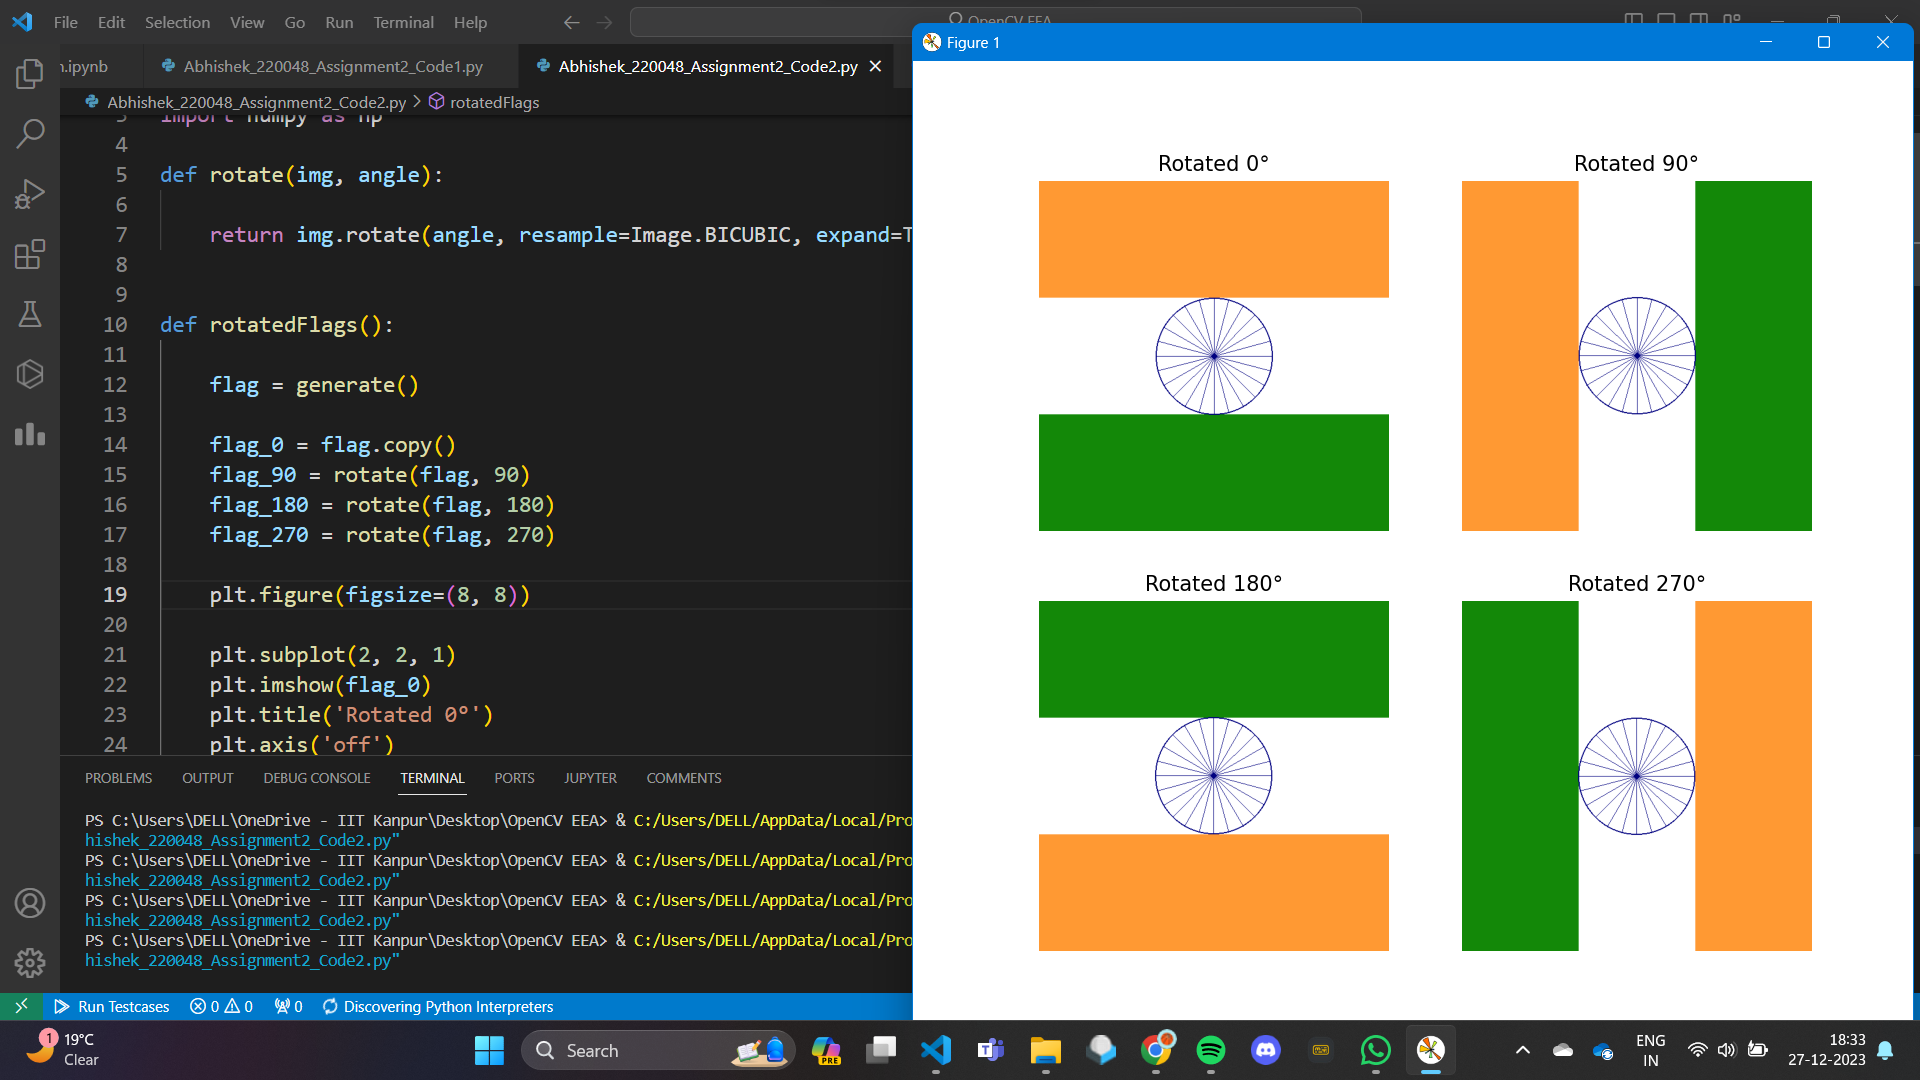 File Edit Selection View Go Run Terminal Help
OpenCV EEA
n.ipynb
Abhishek_220048_Assignment2_Code1.py
Abhishek_220048_Assignment2_Code2.py
Abhishek_220048_Assignment2_Code2.py > rotatedFlags
3 import numpy as np
4
5 def rotate(img, angle):
6
7 return img.rotate(angle, resample=Image.BICUBIC, expand=T
8
9
10 def rotatedFlags():
11
12 flag = generate()
13
14 flag_0 = flag.copy()
15 flag_90 = rotate(flag, 90)
16 flag_180 = rotate(flag, 180)
17 flag_270 = rotate(flag, 270)
18
19 plt.figure(figsize=(8, 8))
20
21 plt.subplot(2, 2, 1)
22 plt.imshow(flag_0)
23 plt.title('Rotated 0°')
24 plt.axis('off')
PROBLEMS OUTPUT DEBUG CONSOLE TERMINAL PORTS JUPYTER COMMENTS
PS C:\Users\DELL\OneDrive - IIT Kanpur\Desktop\OpenCV EEA> & C:/Users/DELL/AppData/Local/Pro
hishek_220048_Assignment2_Code2.py"
PS C:\Users\DELL\OneDrive - IIT Kanpur\Desktop\OpenCV EEA> & C:/Users/DELL/AppData/Local/Pro
hishek_220048_Assignment2_Code2.py"
PS C:\Users\DELL\OneDrive - IIT Kanpur\Desktop\OpenCV EEA> & C:/Users/DELL/AppData/Local/Pro
hishek_220048_Assignment2_Code2.py"
PS C:\Users\DELL\OneDrive - IIT Kanpur\Desktop\OpenCV EEA> & C:/Users/DELL/AppData/Local/Pro
hishek_220048_Assignment2_Code2.py"
Run Testcases 0 0 0 Discovering Python Interpreters
Figure 1
Rotated 0°
Rotated 90°
Rotated 180°
Rotated 270°
1
19°C
Clear
Search
PRE
ENG
IN
18:33
27-12-2023